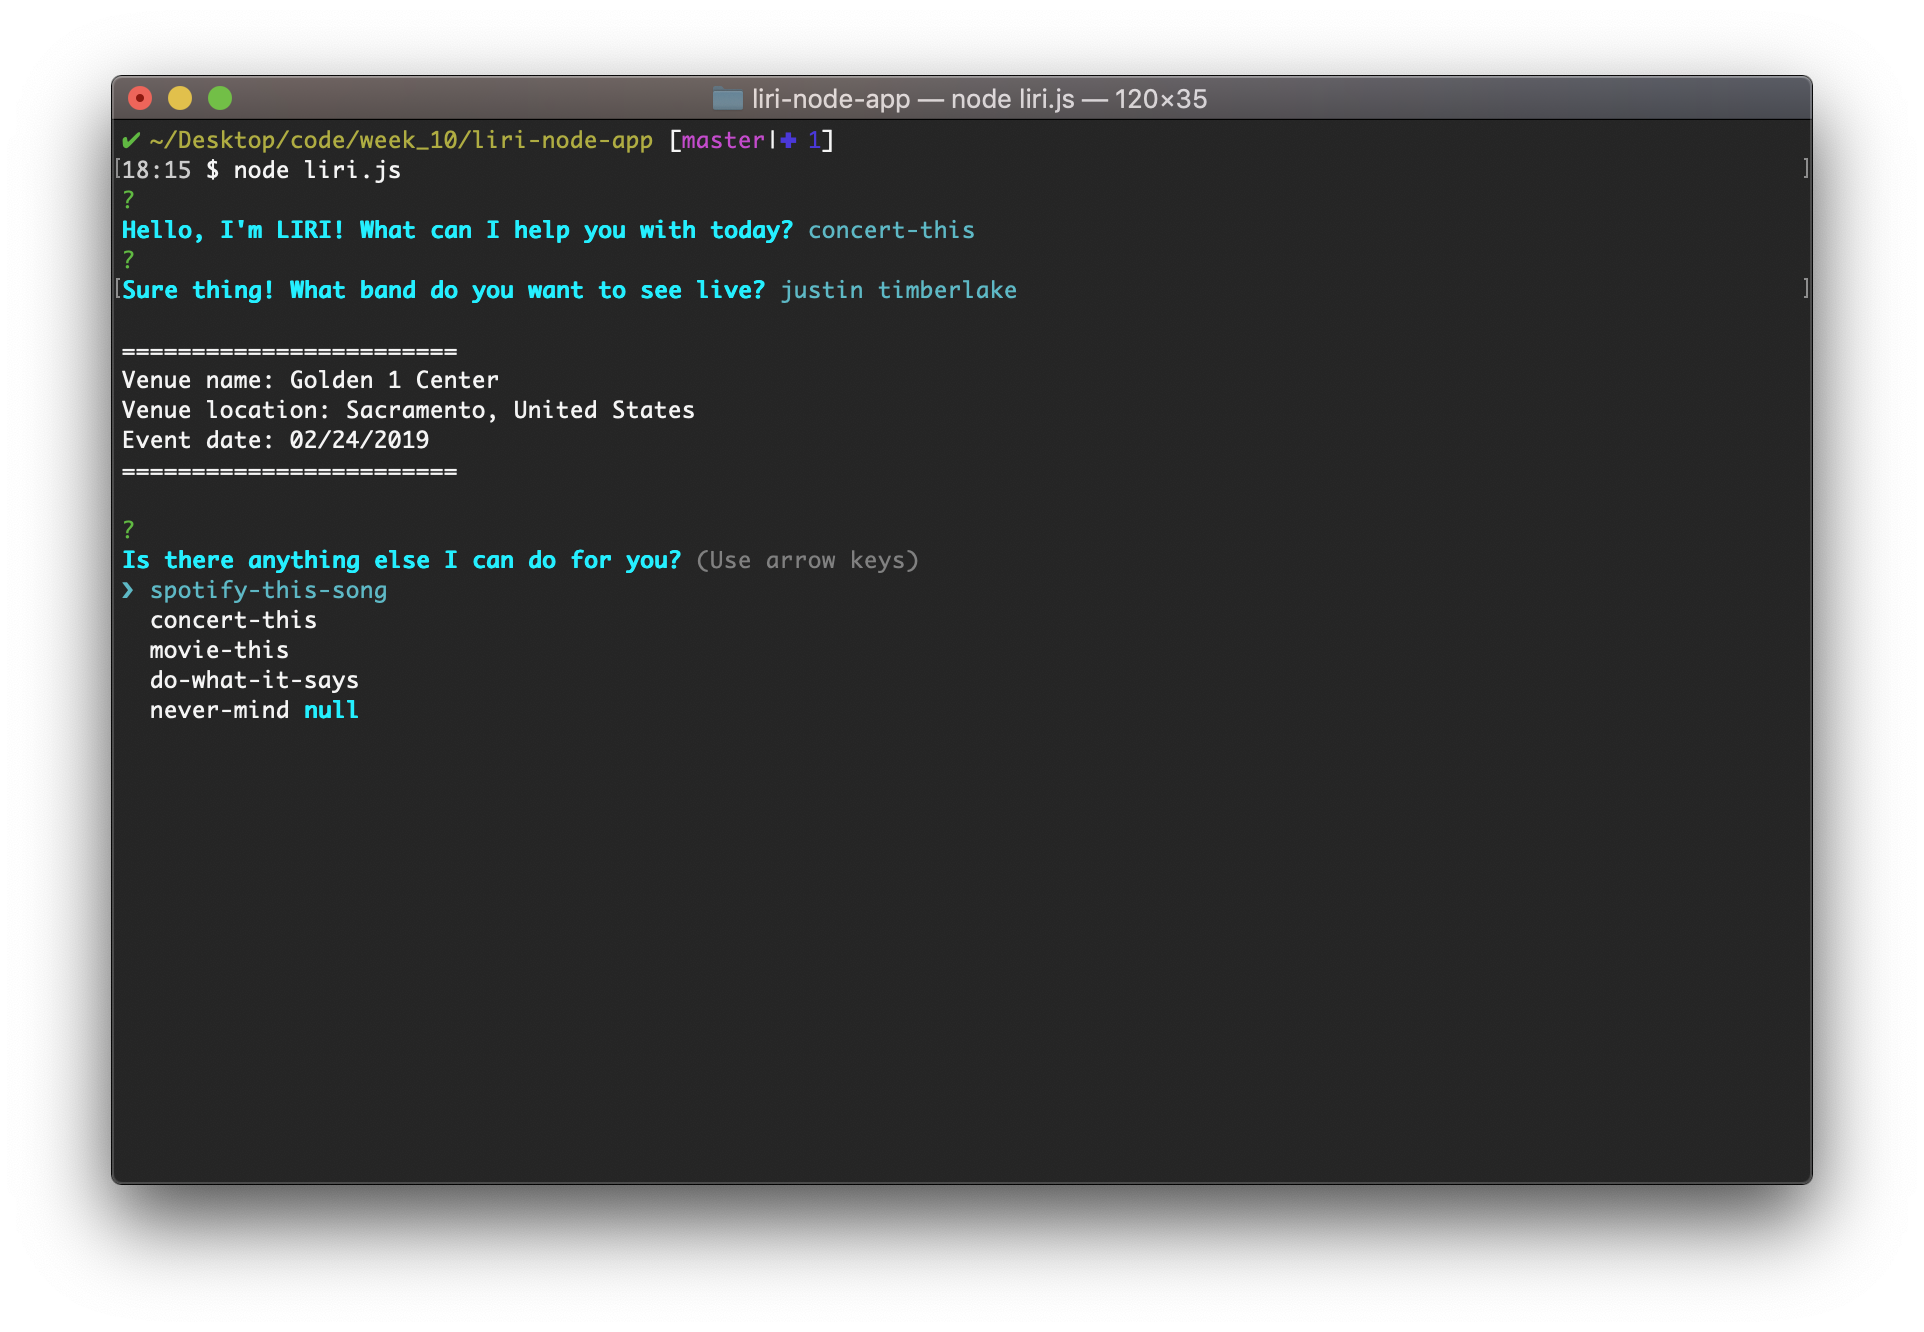 liri-node-app — node liri.js — 120×35
✔ ~/Desktop/code/week_10/liri-node-app [master|✚ 1]
[18:15 $ node liri.js ]
?
Hello, I'm LIRI! What can I help you with today? concert-this
?
[Sure thing! What band do you want to see live? justin timberlake ]
========================
Venue name: Golden 1 Center
Venue location: Sacramento, United States
Event date: 02/24/2019
========================
?
Is there anything else I can do for you? (Use arrow keys)
❯ spotify-this-song
concert-this
movie-this
do-what-it-says
never-mind null